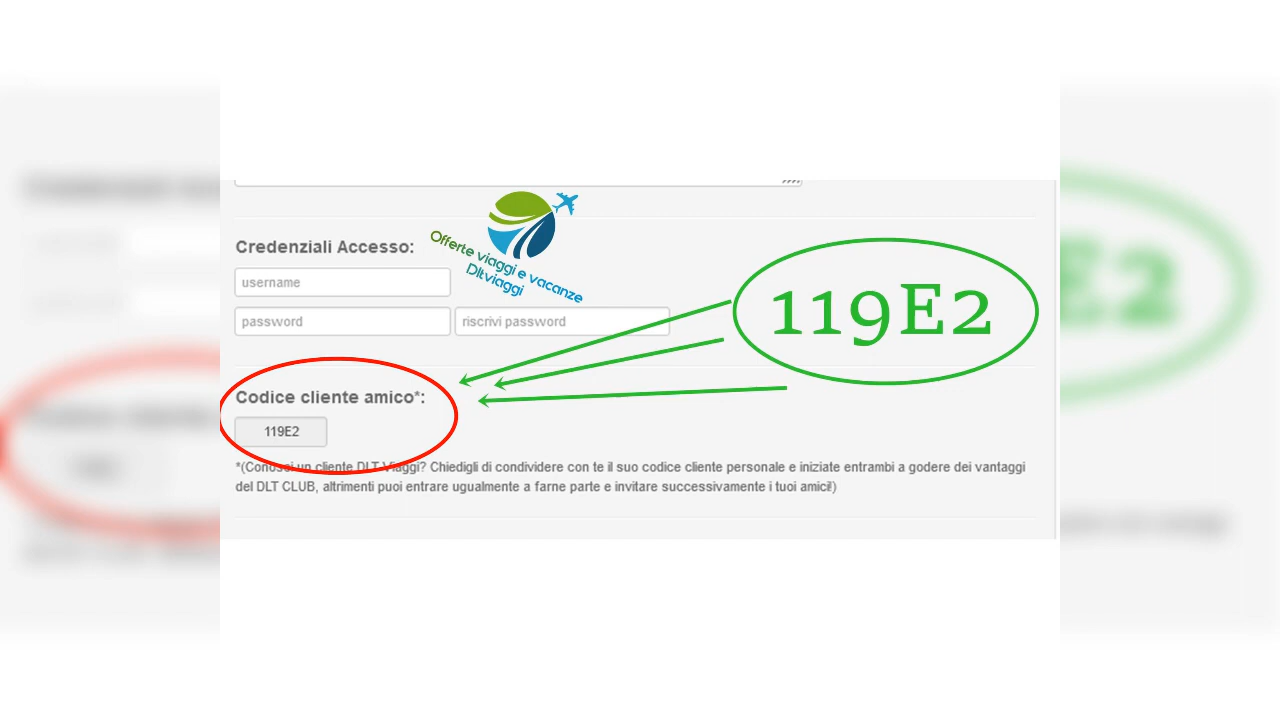 Offerte viaggi e vacanze
Dltviaggi
Credenziali Accesso:
username
password
riscrivi password
119E2
Codice cliente amico*:
119E2
*(Conosci un cliente DLT Viaggi? Chiedigli di condividere con te il suo codice cliente personale e iniziate entrambi a godere dei vantaggi
del DLT CLUB, altrimenti puoi entrare ugualmente a farne parte e invitare successivamente i tuoi amici!)